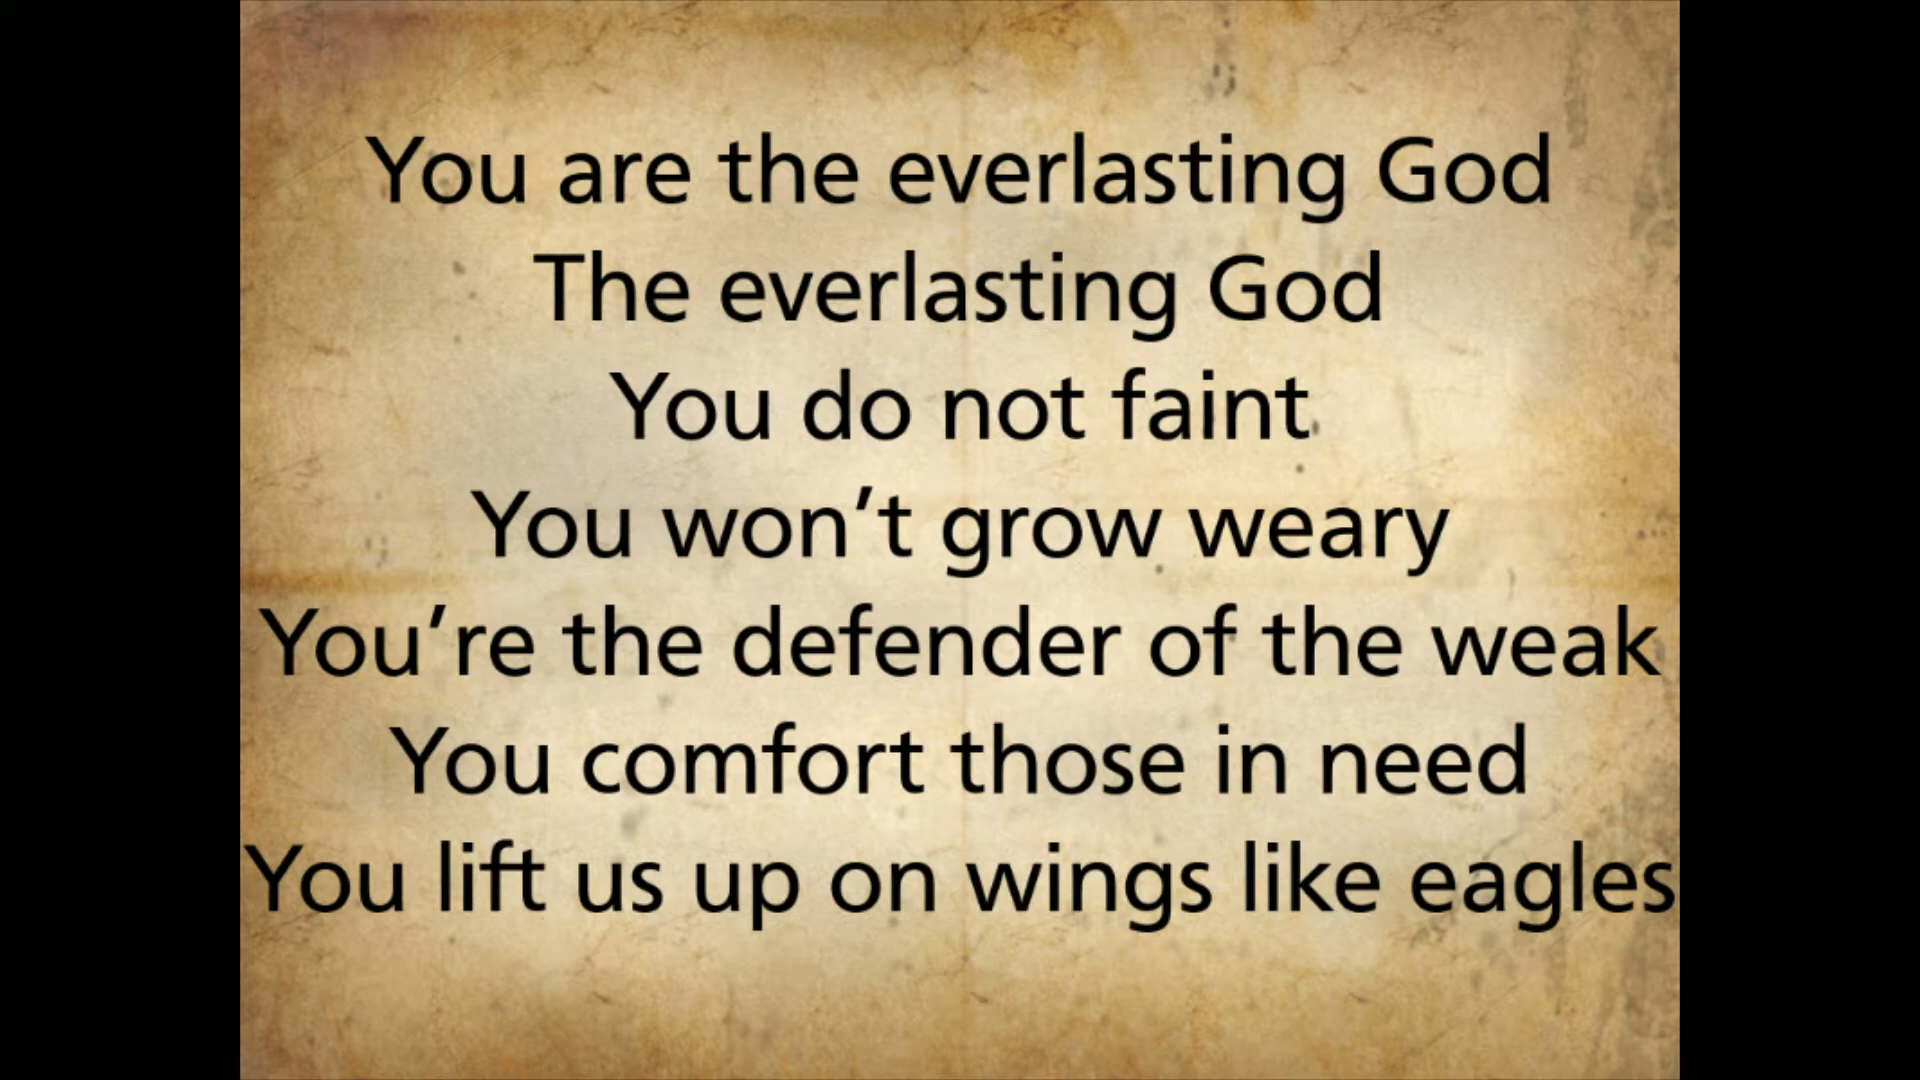 You are the everlasting God
The everlasting God
You do not faint
You won’t grow weary
You’re the defender of the weak
You comfort those in need
You lift us up on wings like eagles